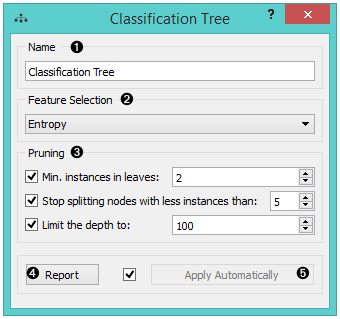 Classification Tree
?
Name ❶
Classification Tree
Feature Selection ❷
Entropy
Pruning ❸
Min. instances in leaves: 2
Stop splitting nodes with less instances than: 5
Limit the depth to: 100
❹ Report Apply Automatically ❺